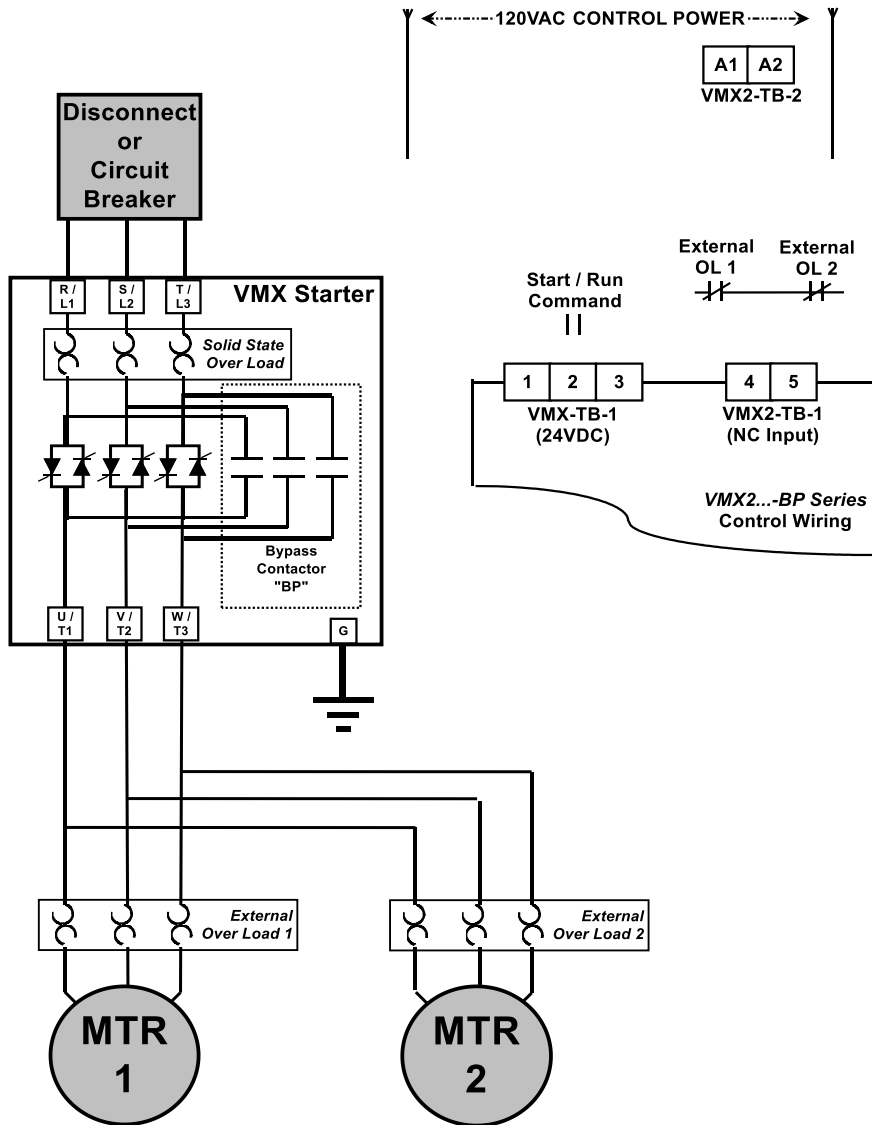 120VAC CONTROL POWER
A1 A2
VMX2-TB-2
Disconnect
or
Circuit
Breaker
External
OL 1
External
OL 2
Start / Run
Command
R /
L1
S /
L2
T /
L3
VMX Starter
Solid State
Over Load
1 2 3
VMX-TB-1
(24VDC)
4 5
VMX2-TB-1
(NC Input)
VMX2...-BP Series
Control Wiring
Bypass
Contactor
"BP"
U /
T1
V /
T2
W /
T3
G
External
Over Load 1
External
Over Load 2
MTR
1
MTR
2